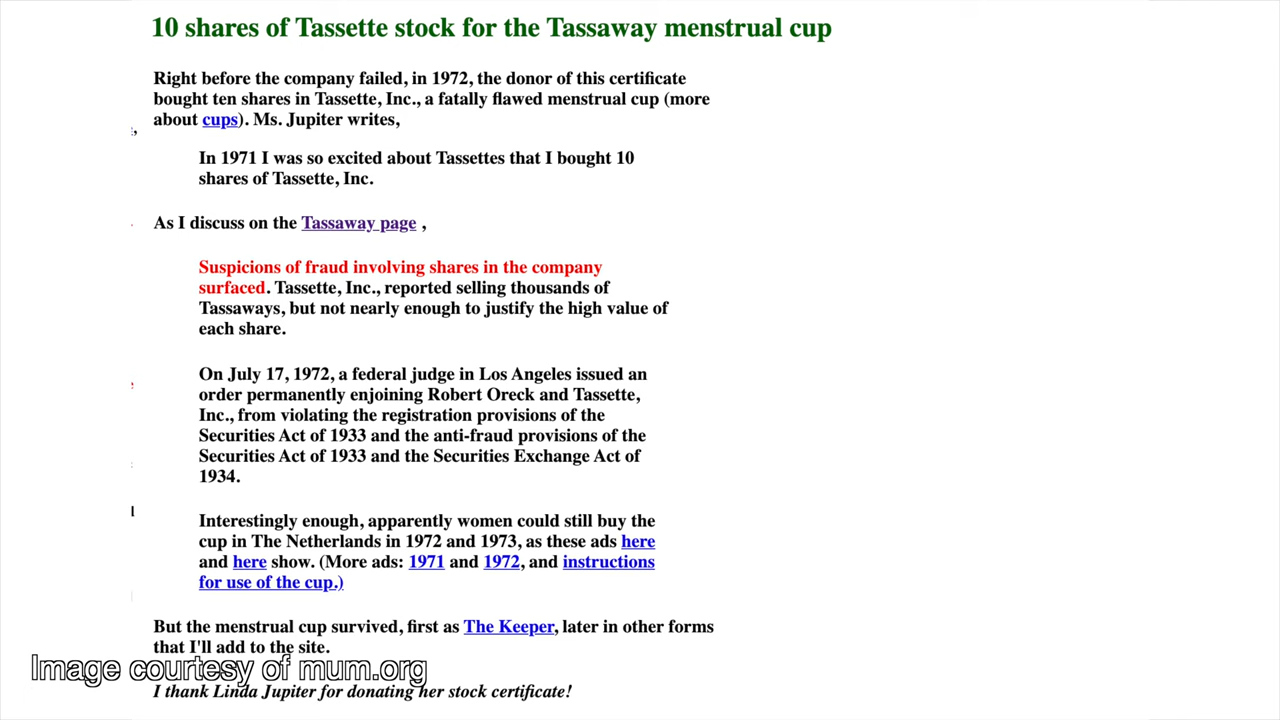 10 shares of Tassette stock for the Tassaway menstrual cup
Right before the company failed, in 1972, the donor of this certificate
bought ten shares in Tassette, Inc., a fatally flawed menstrual cup (more
about cups). Ms. Jupiter writes,
In 1971 I was so excited about Tassettes that I bought 10
shares of Tassette, Inc.
As I discuss on the Tassaway page ,
Suspicions of fraud involving shares in the company
surfaced. Tassette, Inc., reported selling thousands of
Tassaways, but not nearly enough to justify the high value of
each share.
On July 17, 1972, a federal judge in Los Angeles issued an
order permanently enjoining Robert Oreck and Tassette,
Inc., from violating the registration provisions of the
Securities Act of 1933 and the anti-fraud provisions of the
Securities Act of 1933 and the Securities Exchange Act of
1934.
Interestingly enough, apparently women could still buy the
cup in The Netherlands in 1972 and 1973, as these ads here
and here show. (More ads: 1971 and 1972, and instructions
for use of the cup.)
But the menstrual cup survived, first as The Keeper, later in other forms
that I'll add to the site.
Image courtesy of mum.org
I thank Linda Jupiter for donating her stock certificate!